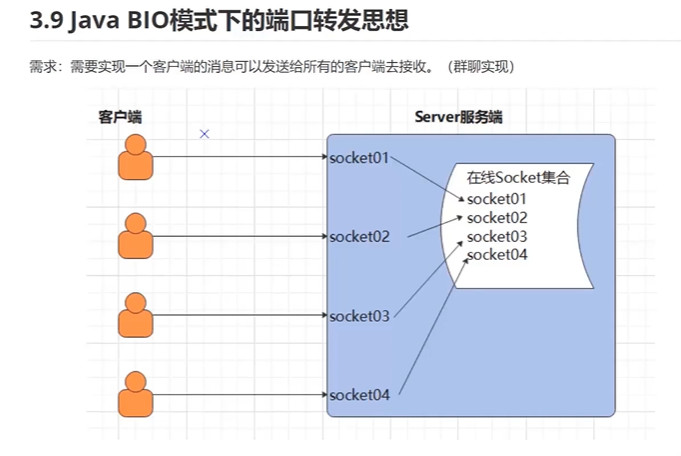 3.9 Java BIO模式下的端口转发思想
需求：需要实现一个客户端的消息可以发送给所有的客户端去接收。（群聊实现）
客户端
Server服务端
socket01
socket02
socket03
socket04
在线Socket集合
socket01
socket02
socket03
socket04